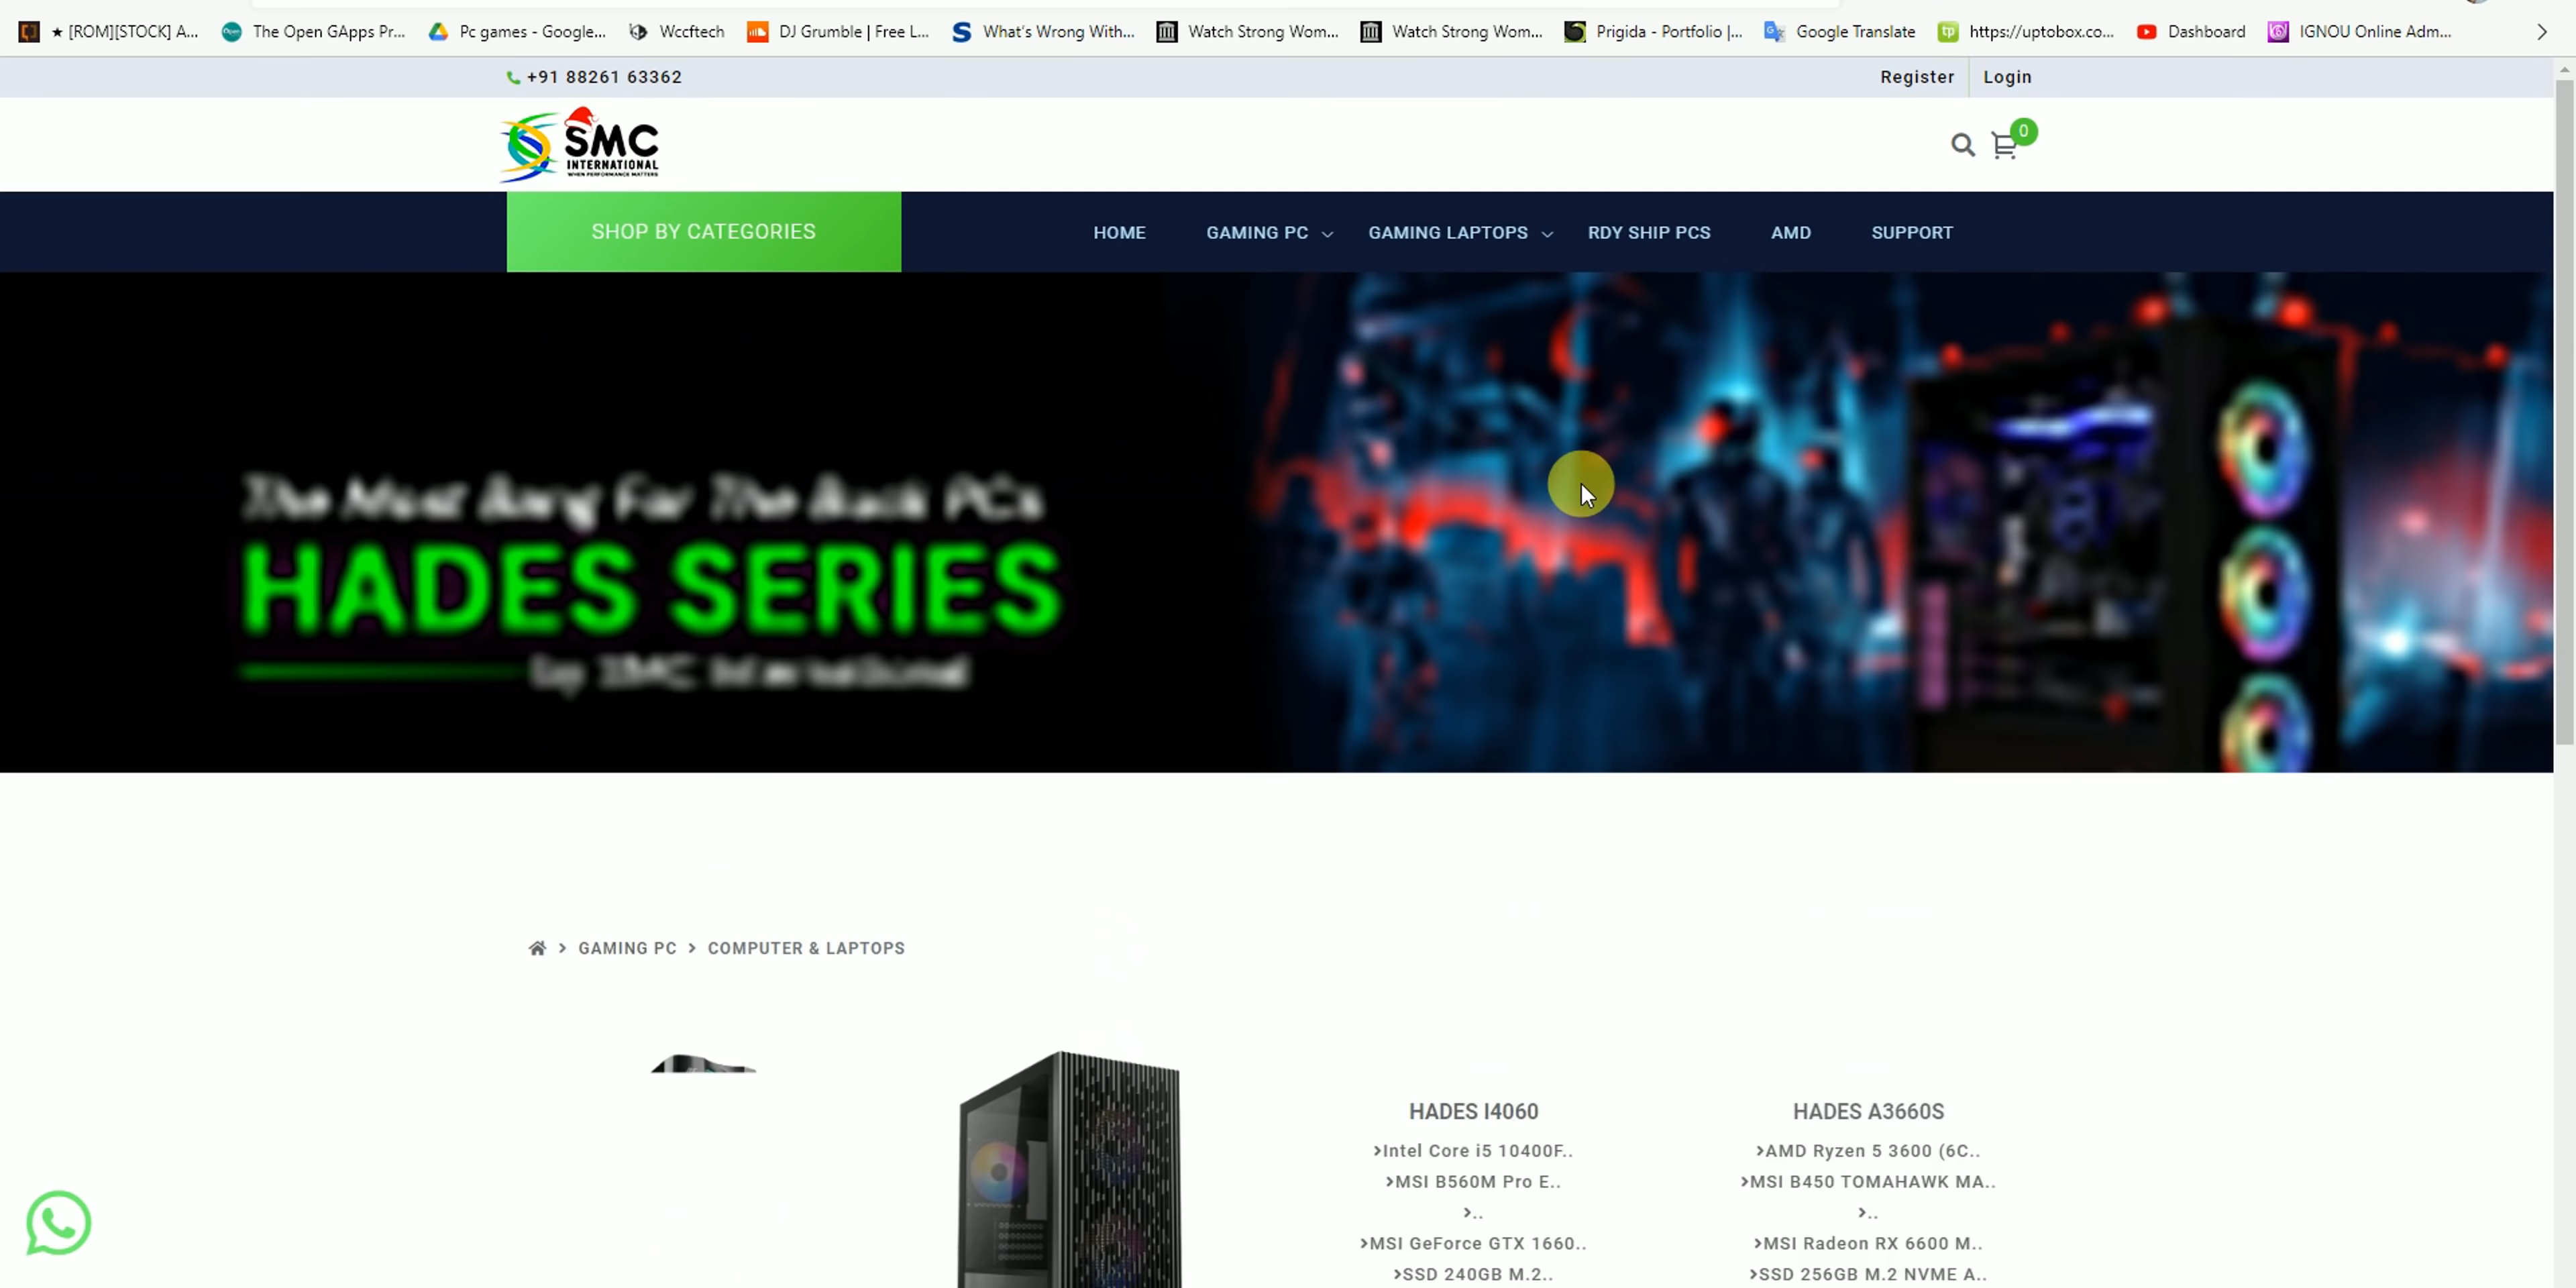 ★ [ROM][STOCK] A...
The Open GApps Pr...
Pc games - Google...
Wccftech
DJ Grumble | Free L...
What's Wrong With...
Watch Strong Wom...
Watch Strong Wom...
Prigida - Portfolio |...
Google Translate
https://uptobox.co...
Dashboard
IGNOU Online Adm...
+91 88261 63362
Register
Login
SMC
INTERNATIONAL
WHEN PERFORMANCE MATTERS
0
SHOP BY CATEGORIES
HOME
GAMING PC
GAMING LAPTOPS
RDY SHIP PCS
AMD
SUPPORT
The Most Bang For The Buck PCs
HADES SERIES
By SMC International
GAMING PC > COMPUTER & LAPTOPS
HADES I4060
>Intel Core i5 10400F..
>MSI B560M Pro E..
>..
>MSI GeForce GTX 1660..
>SSD 240GB M.2..
HADES A3660S
>AMD Ryzen 5 3600 (6C..
>MSI B450 TOMAHAWK MA..
>..
>MSI Radeon RX 6600 M..
>SSD 256GB M.2 NVME A..